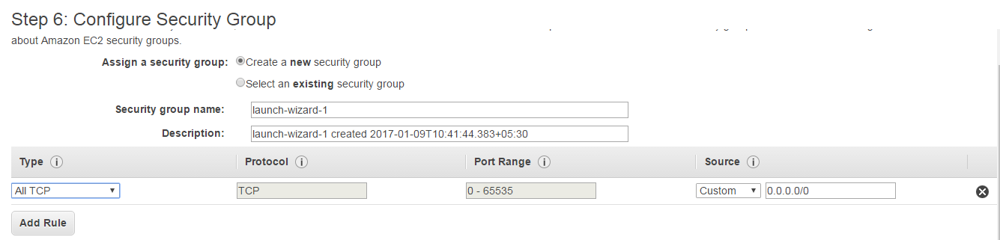 Step 6: Configure Security Group
about Amazon EC2 security groups.
Assign a security group: Create a new security group
Select an existing security group
Security group name: launch-wizard-1
Description: launch-wizard-1 created 2017-01-09T10:41:44.383+05:30
Type i Protocol i Port Range i Source i
All TCP TCP 0 - 65535 Custom 0.0.0.0/0
Add Rule